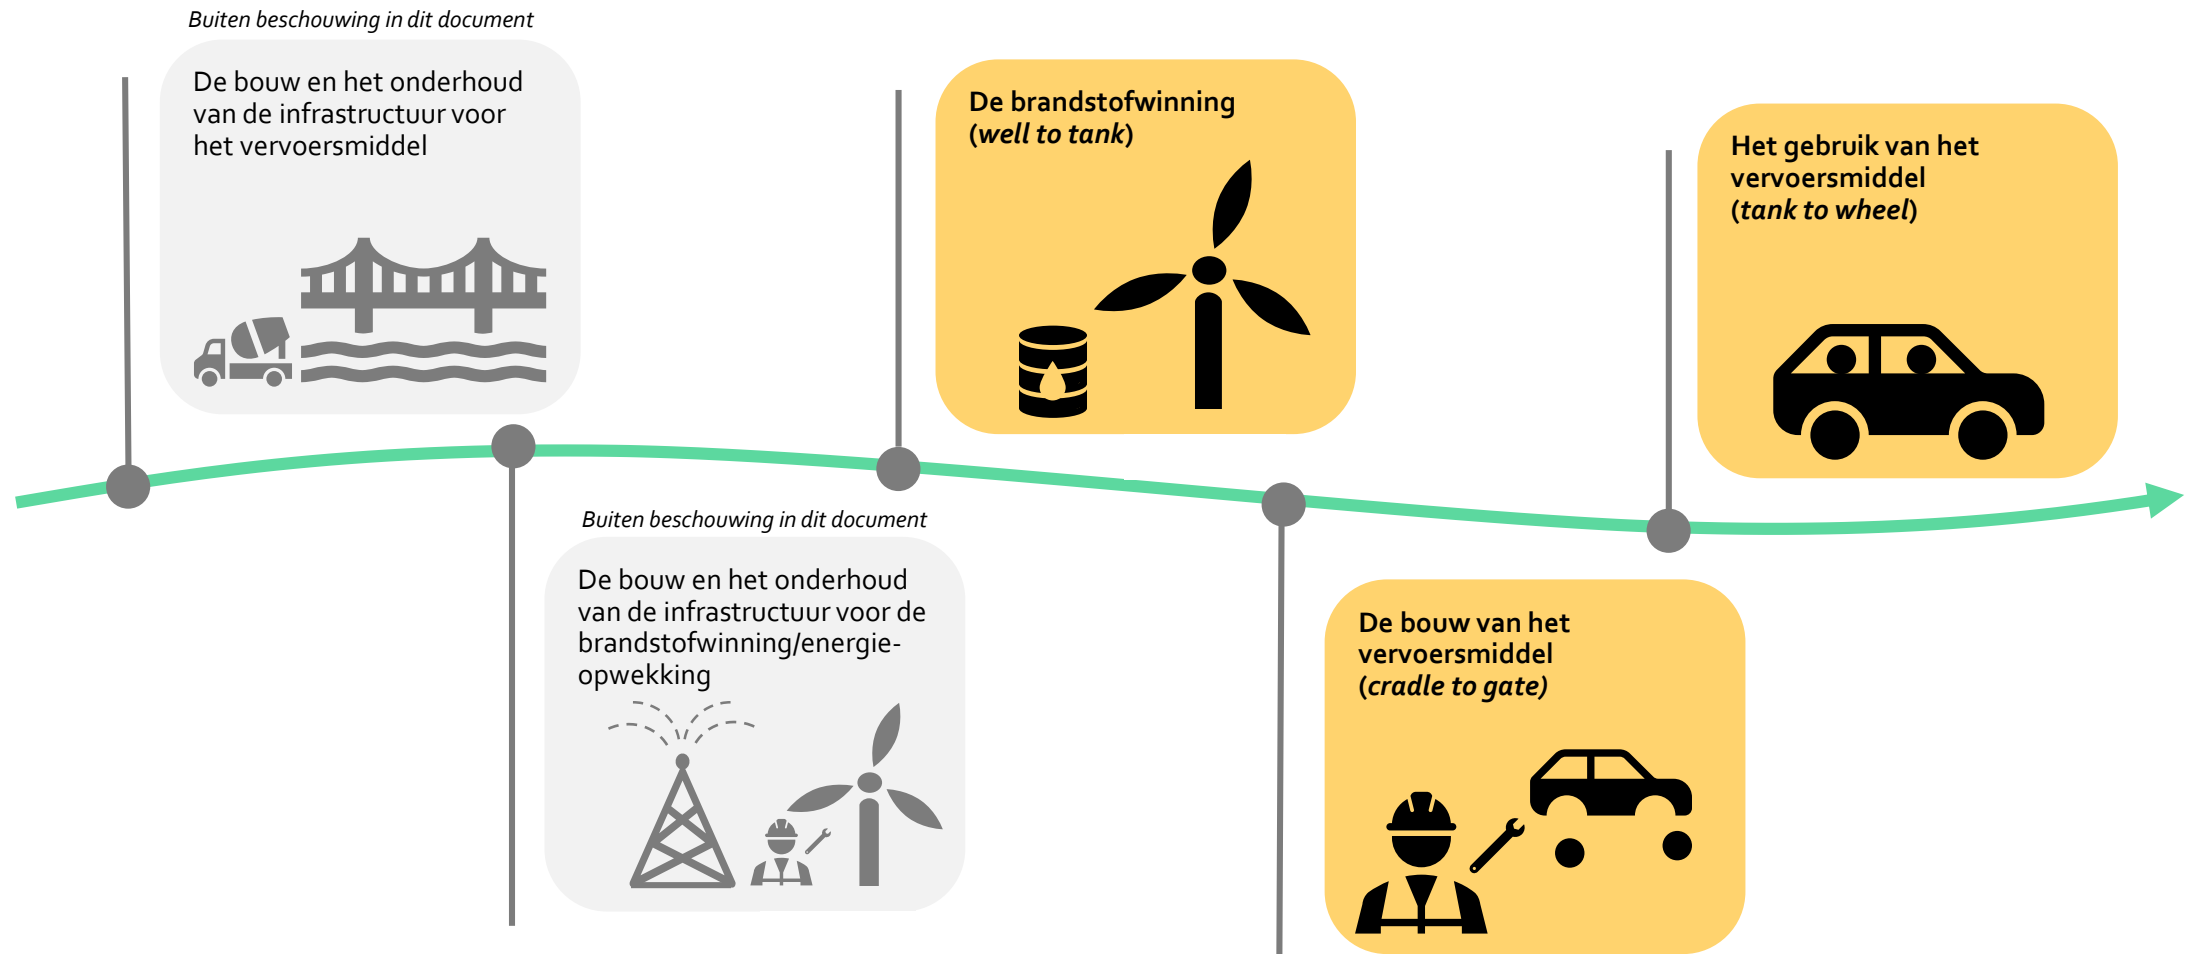 Buiten beschouwing in dit document
De bouw en het onderhoud
van de infrastructuur voor
het vervoersmiddel
Buiten beschouwing in dit document
De bouw en het onderhoud
van de infrastructuur voor de
brandstofwinning/energie-
opwekking
De brandstofwinning
(well to tank)
De bouw van het
vervoersmiddel
(cradle to gate)
Het gebruik van het
vervoersmiddel
(tank to wheel)